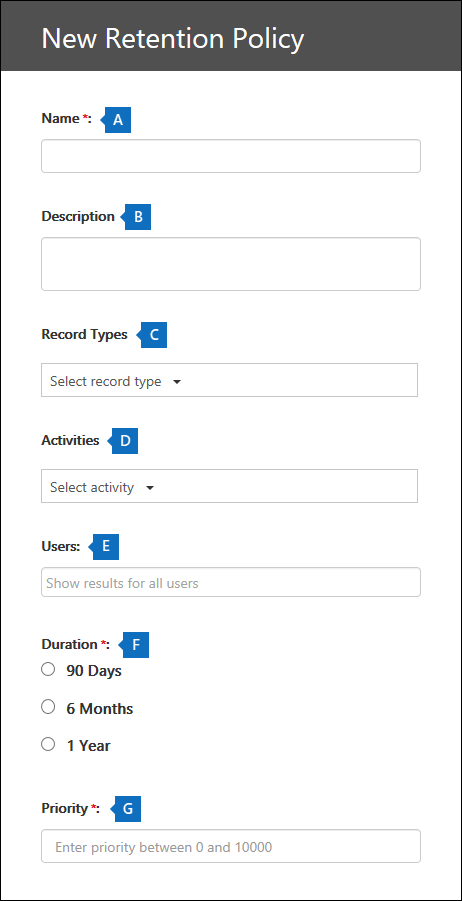 New Retention Policy
Name *: A
Description B
Record Types C
Select record type
Activities D
Select activity
Users: E
Show results for all users
Duration *: F
90 Days
6 Months
1 Year
Priority *: G
Enter priority between 0 and 10000